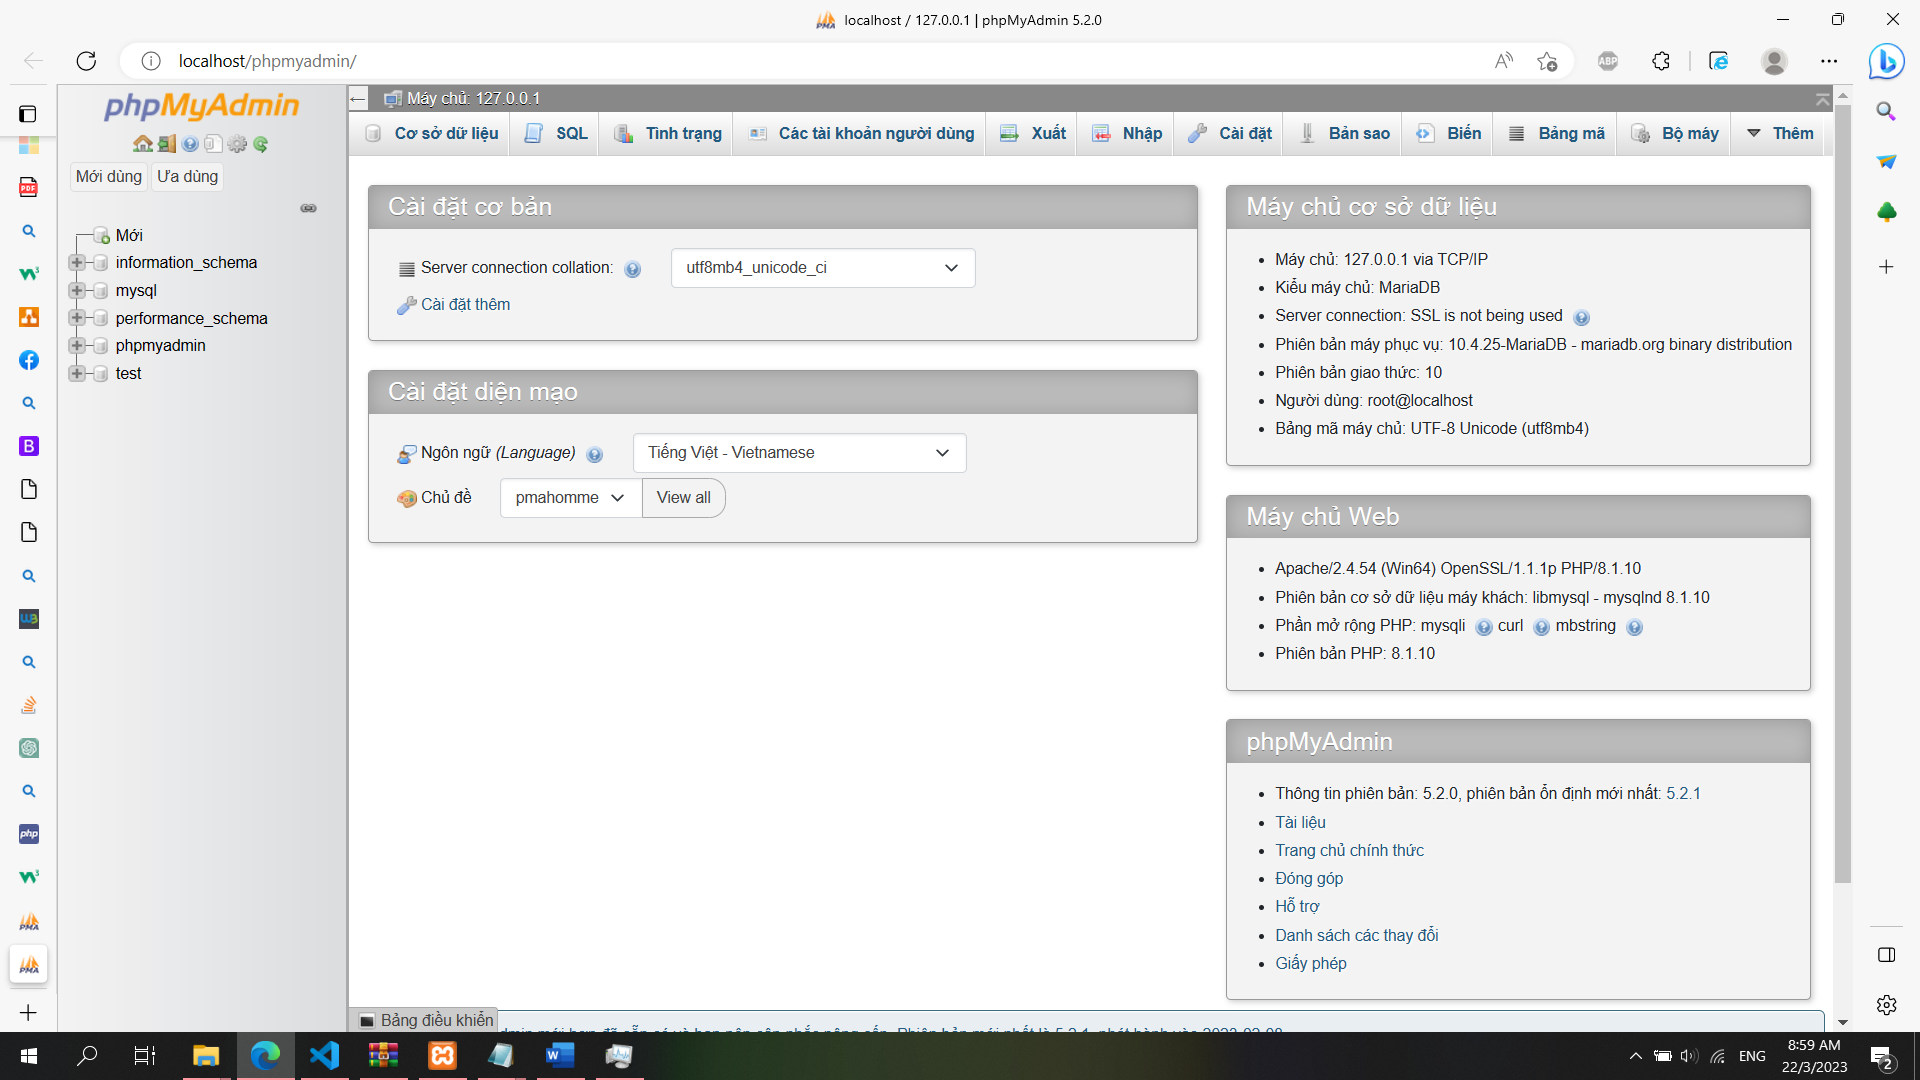 localhost / 127.0.0.1 | phpMyAdmin 5.2.0
localhost/phpmyadmin/
phpMyAdmin
Mới dùng Ưa dùng
Mới
information_schema
mysql
performance_schema
phpmyadmin
test
Máy chủ: 127.0.0.1
Cơ sở dữ liệu SQL Tình trạng Các tài khoản người dùng Xuất Nhập Cài đặt Bản sao Biến Bảng mã Bộ máy Thêm
Cài đặt cơ bản
Server connection collation: utf8mb4_unicode_ci
Cài đặt thêm
Cài đặt diện mạo
Ngôn ngữ (Language) Tiếng Việt - Vietnamese
Chủ đề pmahomme View all
Máy chủ cơ sở dữ liệu
Máy chủ: 127.0.0.1 via TCP/IP
Kiểu máy chủ: MariaDB
Server connection: SSL is not being used
Phiên bản máy phục vụ: 10.4.25-MariaDB - mariadb.org binary distribution
Phiên bản giao thức: 10
Người dùng: root@localhost
Bảng mã máy chủ: UTF-8 Unicode (utf8mb4)
Máy chủ Web
Apache/2.4.54 (Win64) OpenSSL/1.1.1p PHP/8.1.10
Phiên bản cơ sở dữ liệu máy khách: libmysql - mysqlnd 8.1.10
Phần mở rộng PHP: mysqli curl mbstring
Phiên bản PHP: 8.1.10
phpMyAdmin
Thông tin phiên bản: 5.2.0, phiên bản ổn định mới nhất: 5.2.1
Tài liệu
Trang chủ chính thức
Đóng góp
Hỗ trợ
Danh sách các thay đổi
Giấy phép
Bảng điều khiển
ENG
8:59 AM
22/3/2023
2
ABP
PDF
php
PMA
PMA